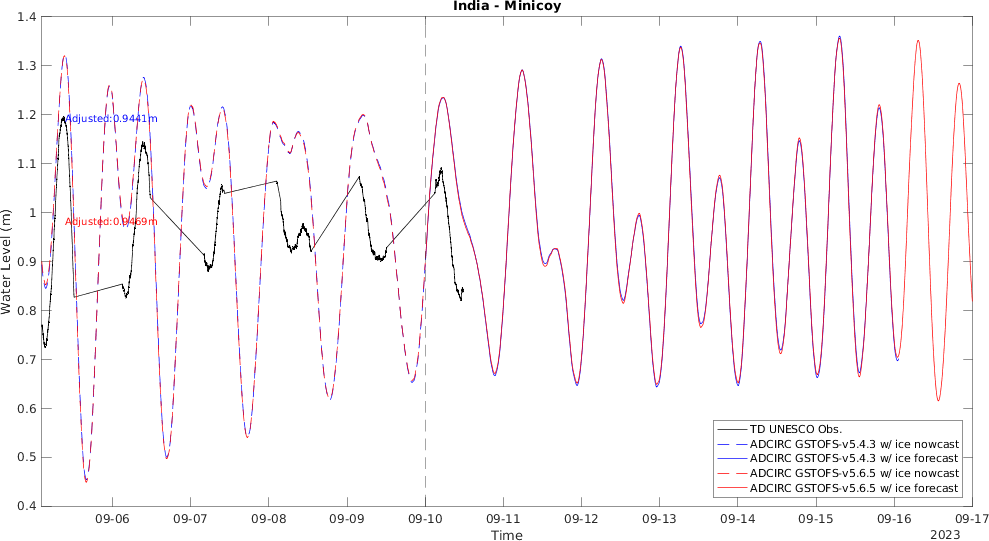 India - Minicoy
1.4
1.3
1.2
1.1
1
0.9
0.8
0.7
0.6
0.5
0.4
Water Level (m)
Adjusted:0.9441m
Adjusted:0.9469m
TD UNESCO Obs.
ADCIRC GSTOFS-v5.4.3 w/ ice nowcast
ADCIRC GSTOFS-v5.4.3 w/ ice forecast
ADCIRC GSTOFS-v5.6.5 w/ ice nowcast
ADCIRC GSTOFS-v5.6.5 w/ ice forecast
09-06 09-07 09-08 09-09 09-10 09-11 09-12 09-13 09-14 09-15 09-16 09-17
Time
2023